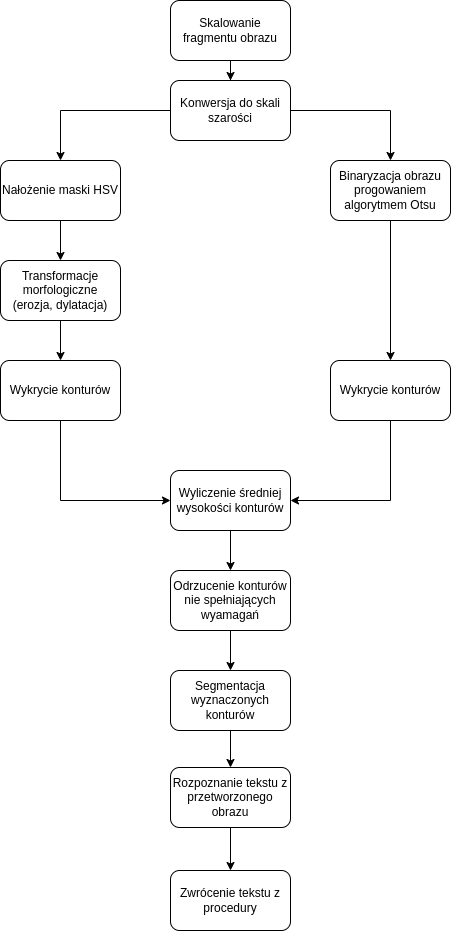 Skalowanie
fragmentu obrazu
Konwersja do skali
szarości
Nałożenie maski HSV
Binaryzacja obrazu
progowaniem
algorytmem Otsu
Transformacje
morfologiczne
(erozja, dylatacja)
Wykrycie konturów
Wykrycie konturów
Wyliczenie średniej
wysokości konturów
Odrzucenie konturów
nie spełniających
wyamagań
Segmentacja
wyznaczonych
konturów
Rozpoznanie tekstu z
przetworzonego
obrazu
Zwrócenie tekstu z
procedury